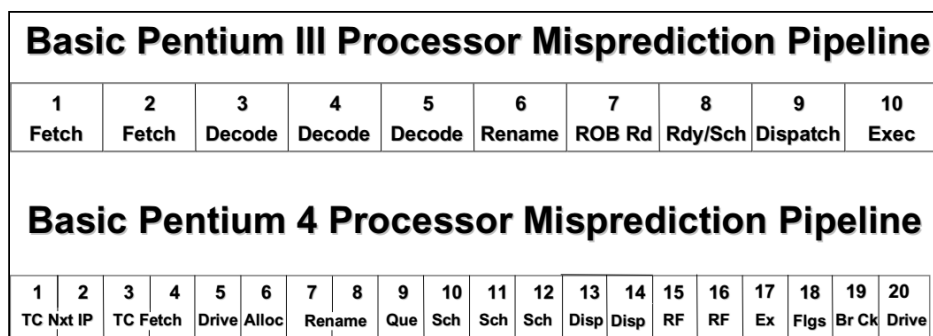 Basic Pentium III Processor Misprediction Pipeline
1 2 3 4 5 6 7 8 9 10
Fetch Fetch Decode Decode Decode Rename ROB Rd Rdy/Sch Dispatch Exec
Basic Pentium 4 Processor Misprediction Pipeline
1 2 3 4 5 6 7 8 9 10 11 12 13 14 15 16 17 18 19 20
TC Nxt IP TC Fetch Drive Alloc Rename Que Sch Sch Sch Disp Disp RF RF Ex Flgs Br Ck Drive